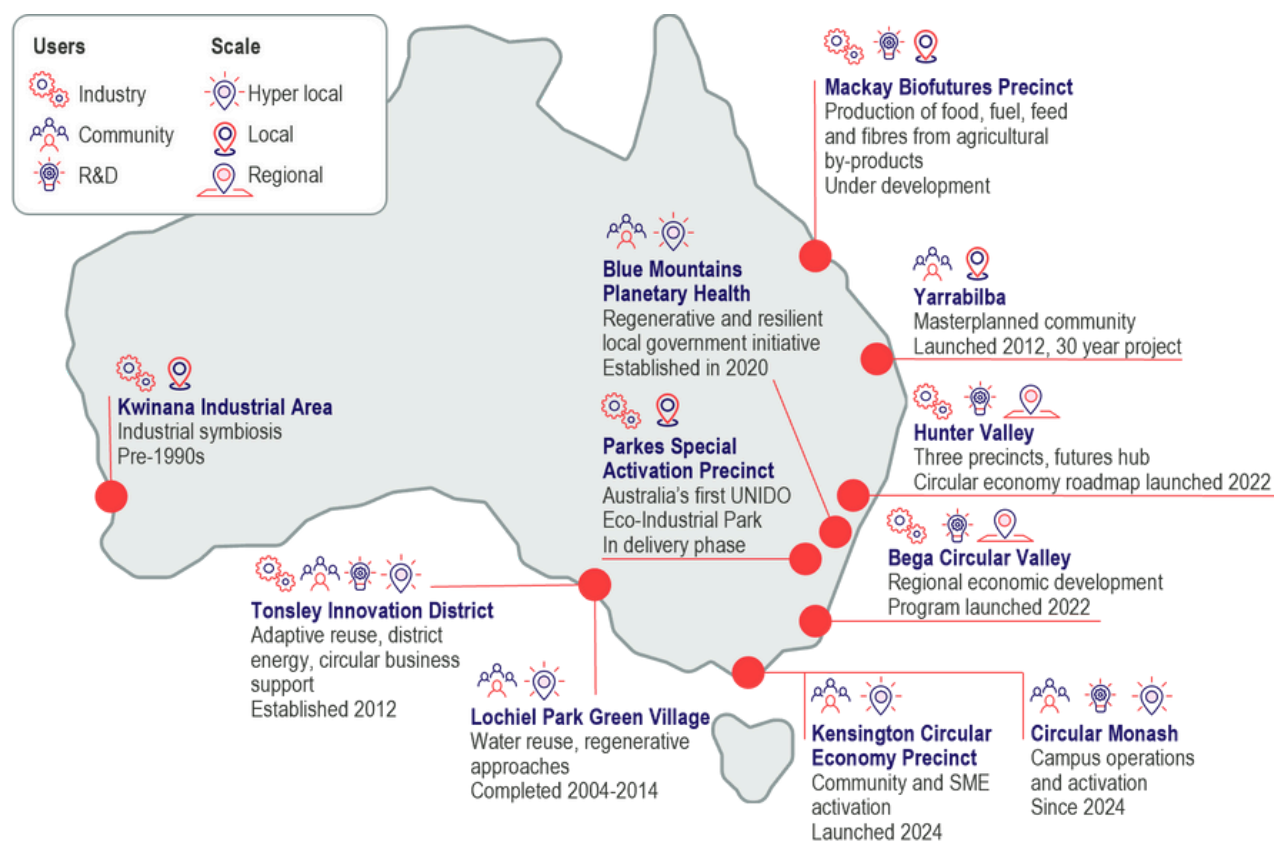 Users
Scale
Industry
Hyper local
Community
Local
R&D
Regional
Mackay Biofutures Precinct
Production of food, fuel, feed
and fibres from agricultural
by-products
Under development
Blue Mountains
Planetary Health
Regenerative and resilient
local government initiative
Established in 2020
Yarrabilba
Masterplanned community
Launched 2012, 30 year project
Kwinana Industrial Area
Industrial symbiosis
Pre-1990s
Parkes Special
Activation Precinct
Australia's first UNIDO
Eco-Industrial Park
In delivery phase
Hunter Valley
Three precincts, futures hub
Circular economy roadmap launched 2022
Bega Circular Valley
Regional economic development
Program launched 2022
Tonsley Innovation District
Adaptive reuse, district
energy, circular business
support
Established 2012
Lochiel Park Green Village
Water reuse, regenerative
approaches
Completed 2004-2014
Kensington Circular
Economy Precinct
Community and SME
activation
Launched 2024
Circular Monash
Campus operations
and activation
Since 2024